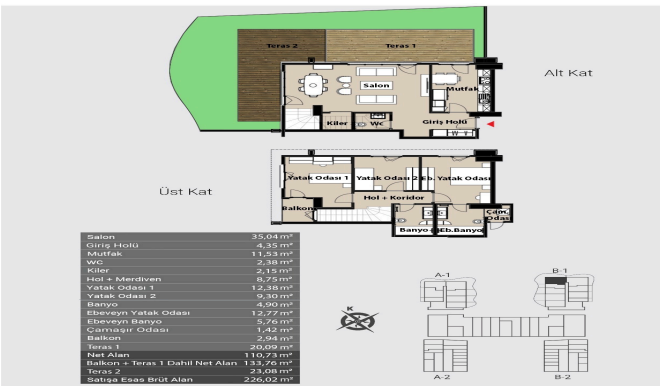 Teras 2
Teras 1
Alt Kat
Salon
Mutfak
Kiler
Wc
Giriş Holü
Üst Kat
Yatak Odası 1
Yatak Odası 2
Eb. Yatak Odası
Hol + Koridor
Balkon
Banyo
Eb.Banyo
Çam. Odası
Salon 35,04 m²
Giriş Holü 4,35 m²
Mutfak 11,53 m²
WC 2,38 m²
Kiler 2,15 m²
Hol + Merdiven 8,75 m²
Yatak Odası 1 12,38 m²
Yatak Odası 2 9,30 m²
Banyo 4,90 m²
Ebeveyn Yatak Odası 12,77 m²
Ebeveyn Banyo 5,76 m²
Çamaşır Odası 1,42 m²
Balkon 2,94 m²
Teras 1 20,09 m²
Net Alan 110,73 m²
Balkon + Teras 1 Dahil Net Alan 133,76 m²
Teras 2 23,08 m²
Satışa Esas Brüt Alan 226,02 m²
K
A-1
B-1
A-2
B-2